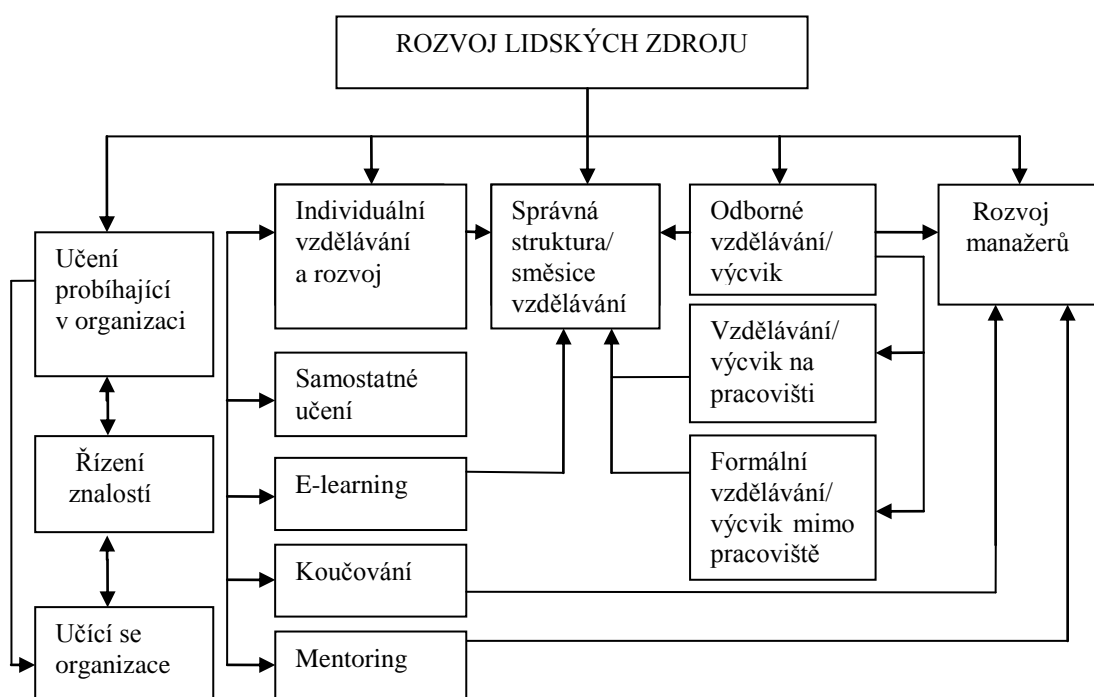 ROZVOJ LIDSKÝCH ZDROJU
Učení
probíhající
v organizaci
Řízení
znalostí
Učící se
organizace
Individuální
vzdělávání
a rozvoj
Samostatné
učení
E-learning
Koučování
Mentoring
Správná
struktura/
směsice
vzdělávání
Odborné
vzdělávání/
výcvik
Vzdělávání/
výcvik na
pracovišti
Formální
vzdělávání/
výcvik mimo
pracoviště
Rozvoj
manažerů